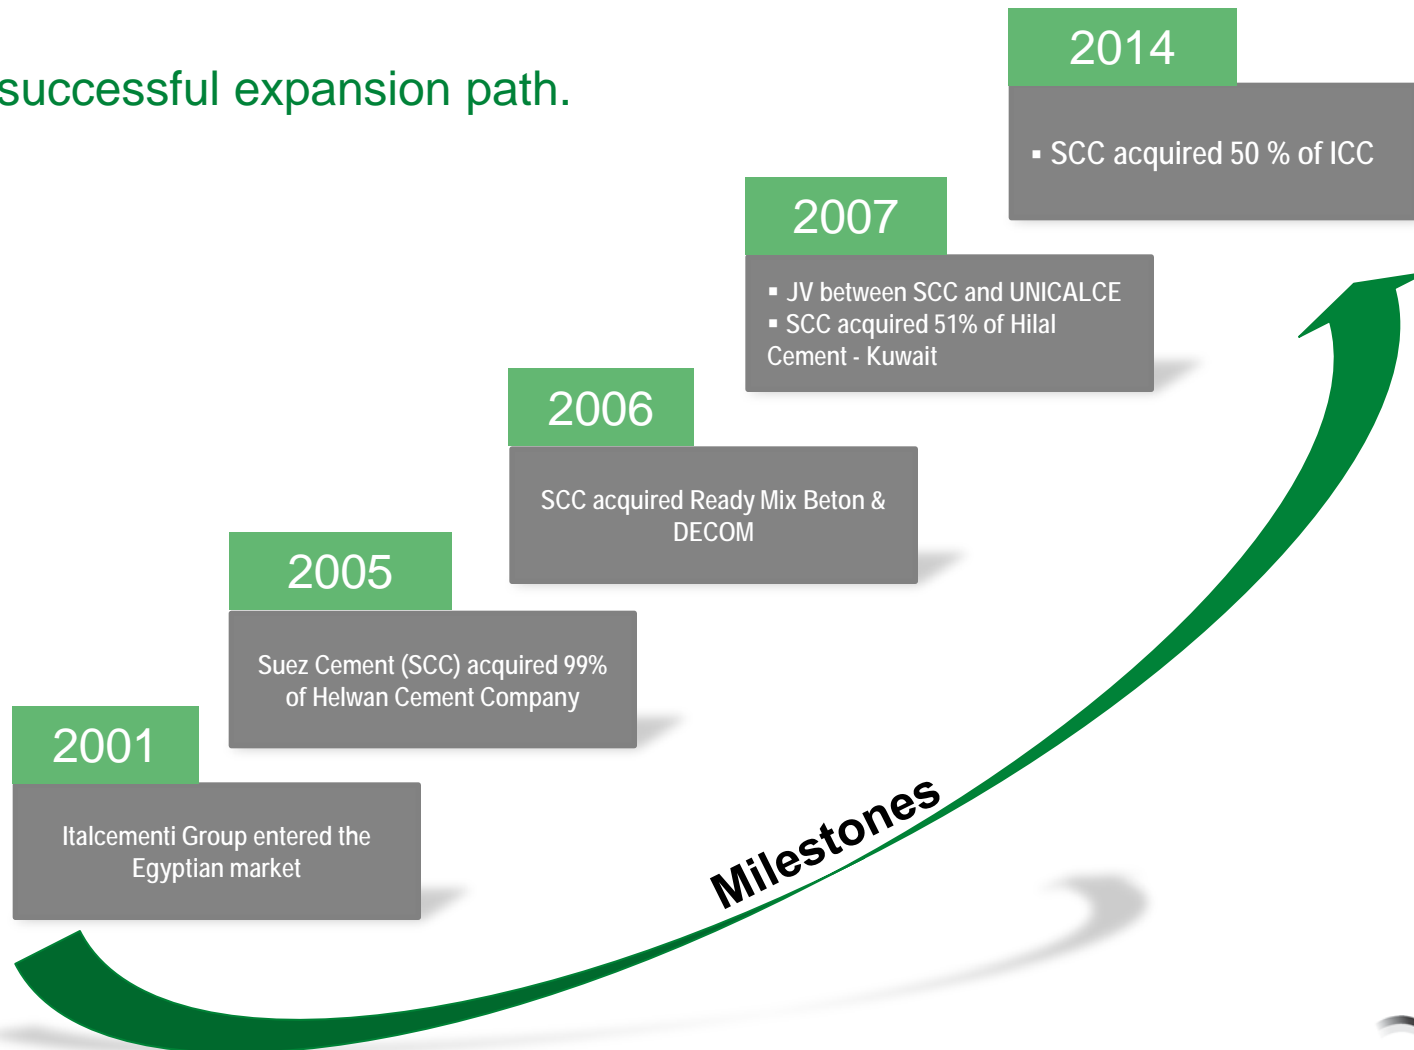 successful expansion path.
2014
▪ SCC acquired 50 % of ICC
2007
▪ JV between SCC and UNICALCE
▪ SCC acquired 51% of Hilal
Cement - Kuwait
2006
SCC acquired Ready Mix Beton &
DECOM
2005
Suez Cement (SCC) acquired 99%
of Helwan Cement Company
2001
Italcementi Group entered the
Egyptian market
Milestones